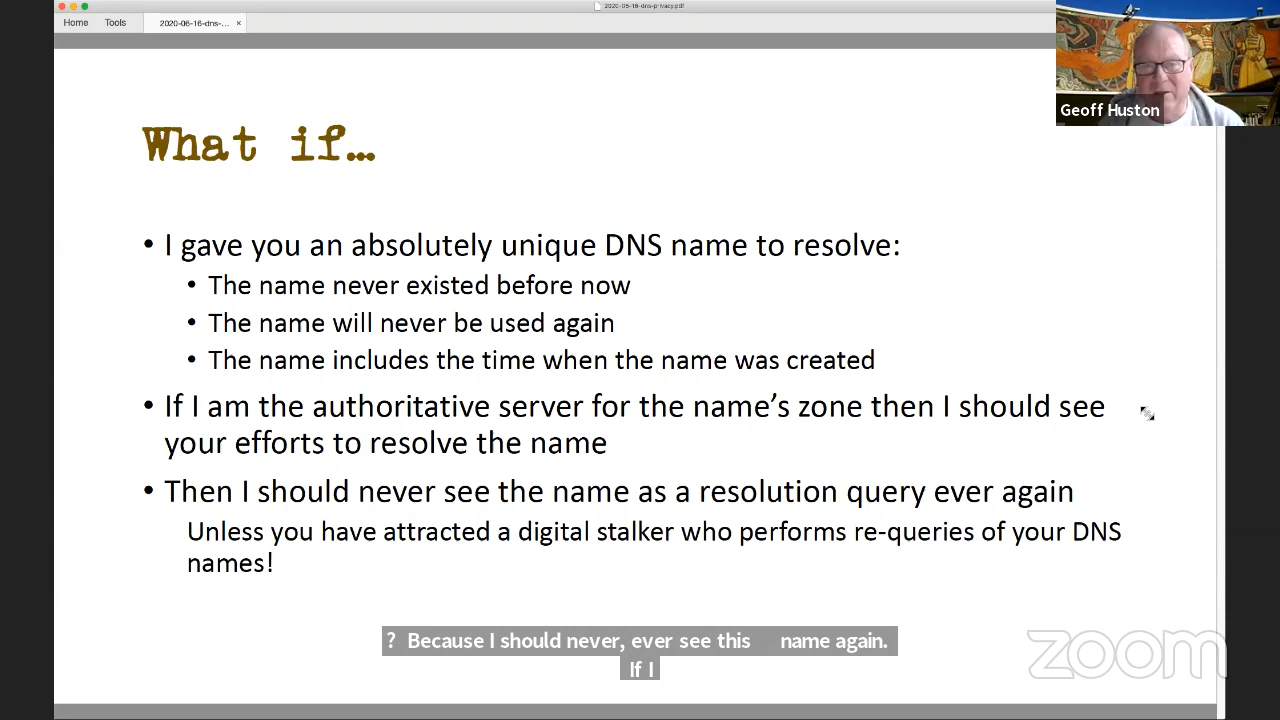 2020-06-16-dns-privacy.pdf
Home Tools 2020-06-16-dns-... ×
Geoff Huston
What if…
• I gave you an absolutely unique DNS name to resolve:
• The name never existed before now
• The name will never be used again
• The name includes the time when the name was created
• If I am the authoritative server for the name’s zone then I should see
your efforts to resolve the name
• Then I should never see the name as a resolution query ever again
Unless you have attracted a digital stalker who performs re-queries of your DNS
names!
? Because I should never, ever see this name again.
If I
zoom